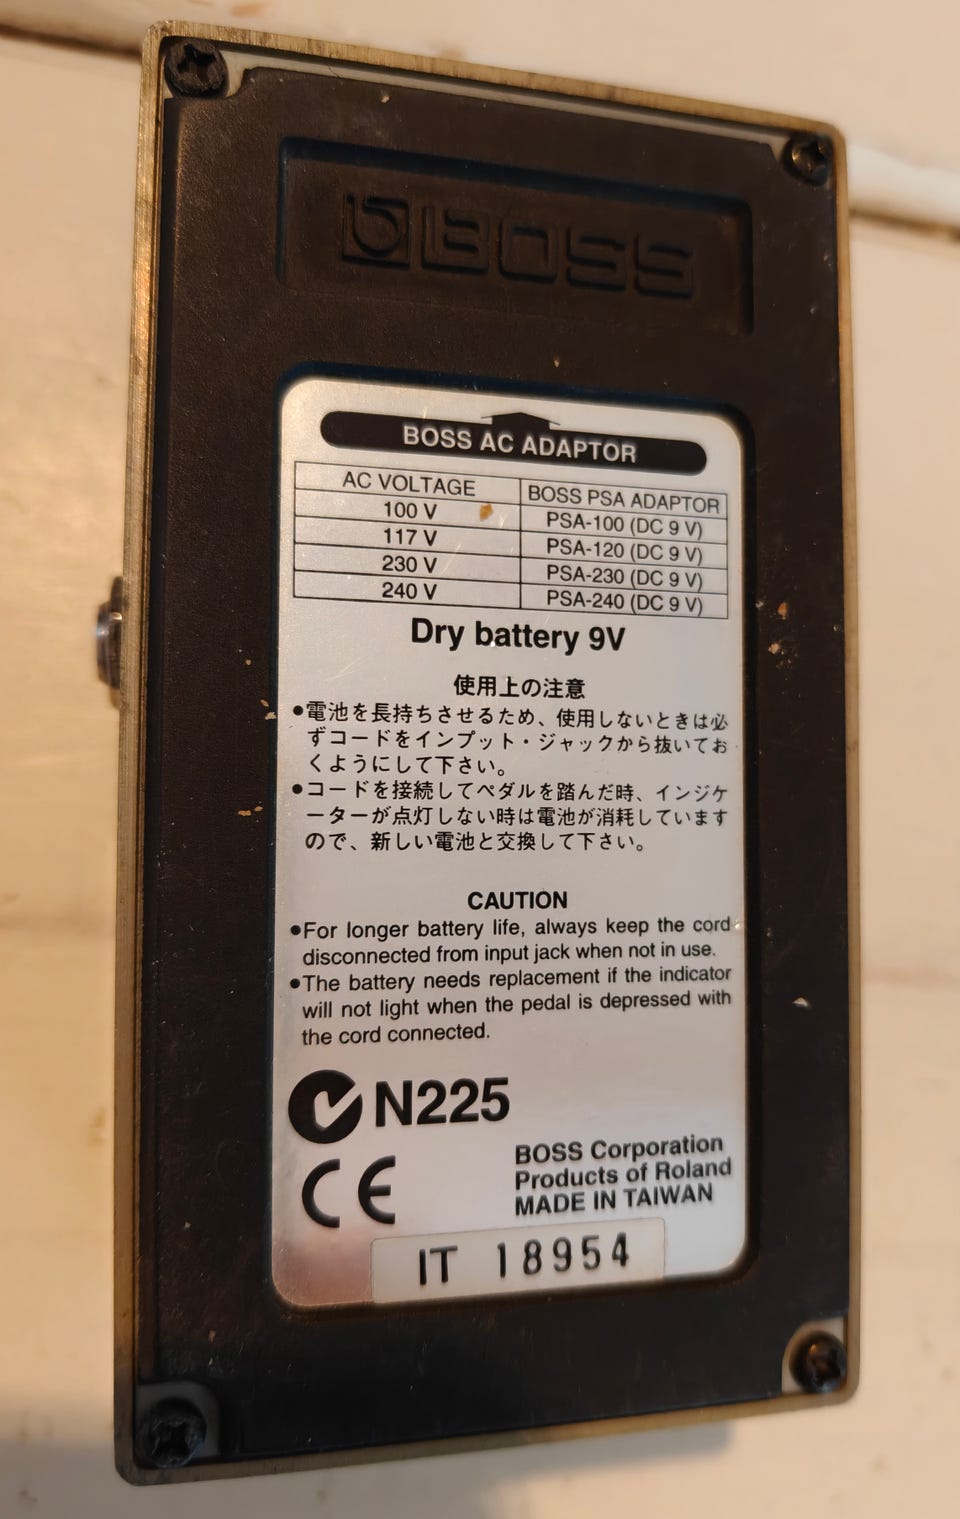 BOSS
BOSS AC ADAPTOR
AC VOLTAGE BOSS PSA ADAPTOR
100 V PSA-100 (DC 9 V)
117 V PSA-120 (DC 9 V)
230 V PSA-230 (DC 9 V)
240 V PSA-240 (DC 9 V)
Dry battery 9V
使用上の注意
●電池を長持ちさせるため、使用しないときは必
ずコードをインプット・ジャックから抜いてお
くようにして下さい。
●コードを接続してペダルを踏んだ時、インジケ
ーターが点灯しない時は電池が消耗しています
ので、新しい電池と交換して下さい。
CAUTION
●For longer battery life, always keep the cord
disconnected from input jack when not in use.
●The battery needs replacement if the indicator
will not light when the pedal is depressed with
the cord connected.
N225
CE
BOSS Corporation
Products of Roland
MADE IN TAIWAN
IT 18954